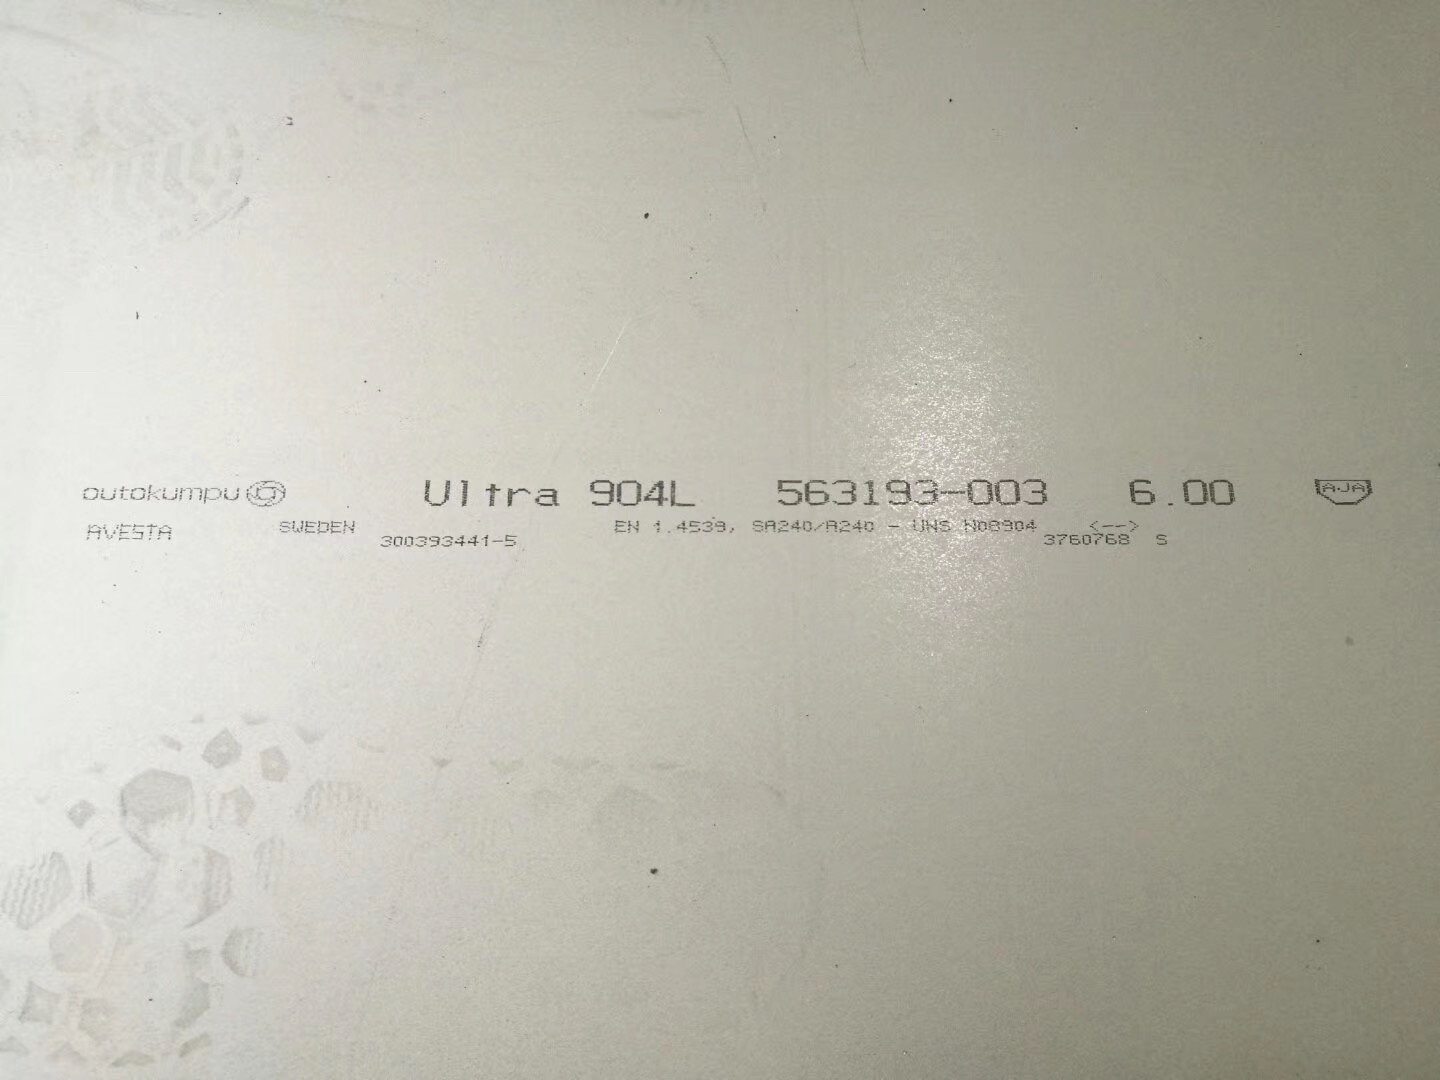 outokumpu Ultra 904L 563193-003 6.00 AJA
AVESTA SWEDEN EN 1.4539, SA240/A240 - UNS N08904 <-->
300393441-5 3760768 S